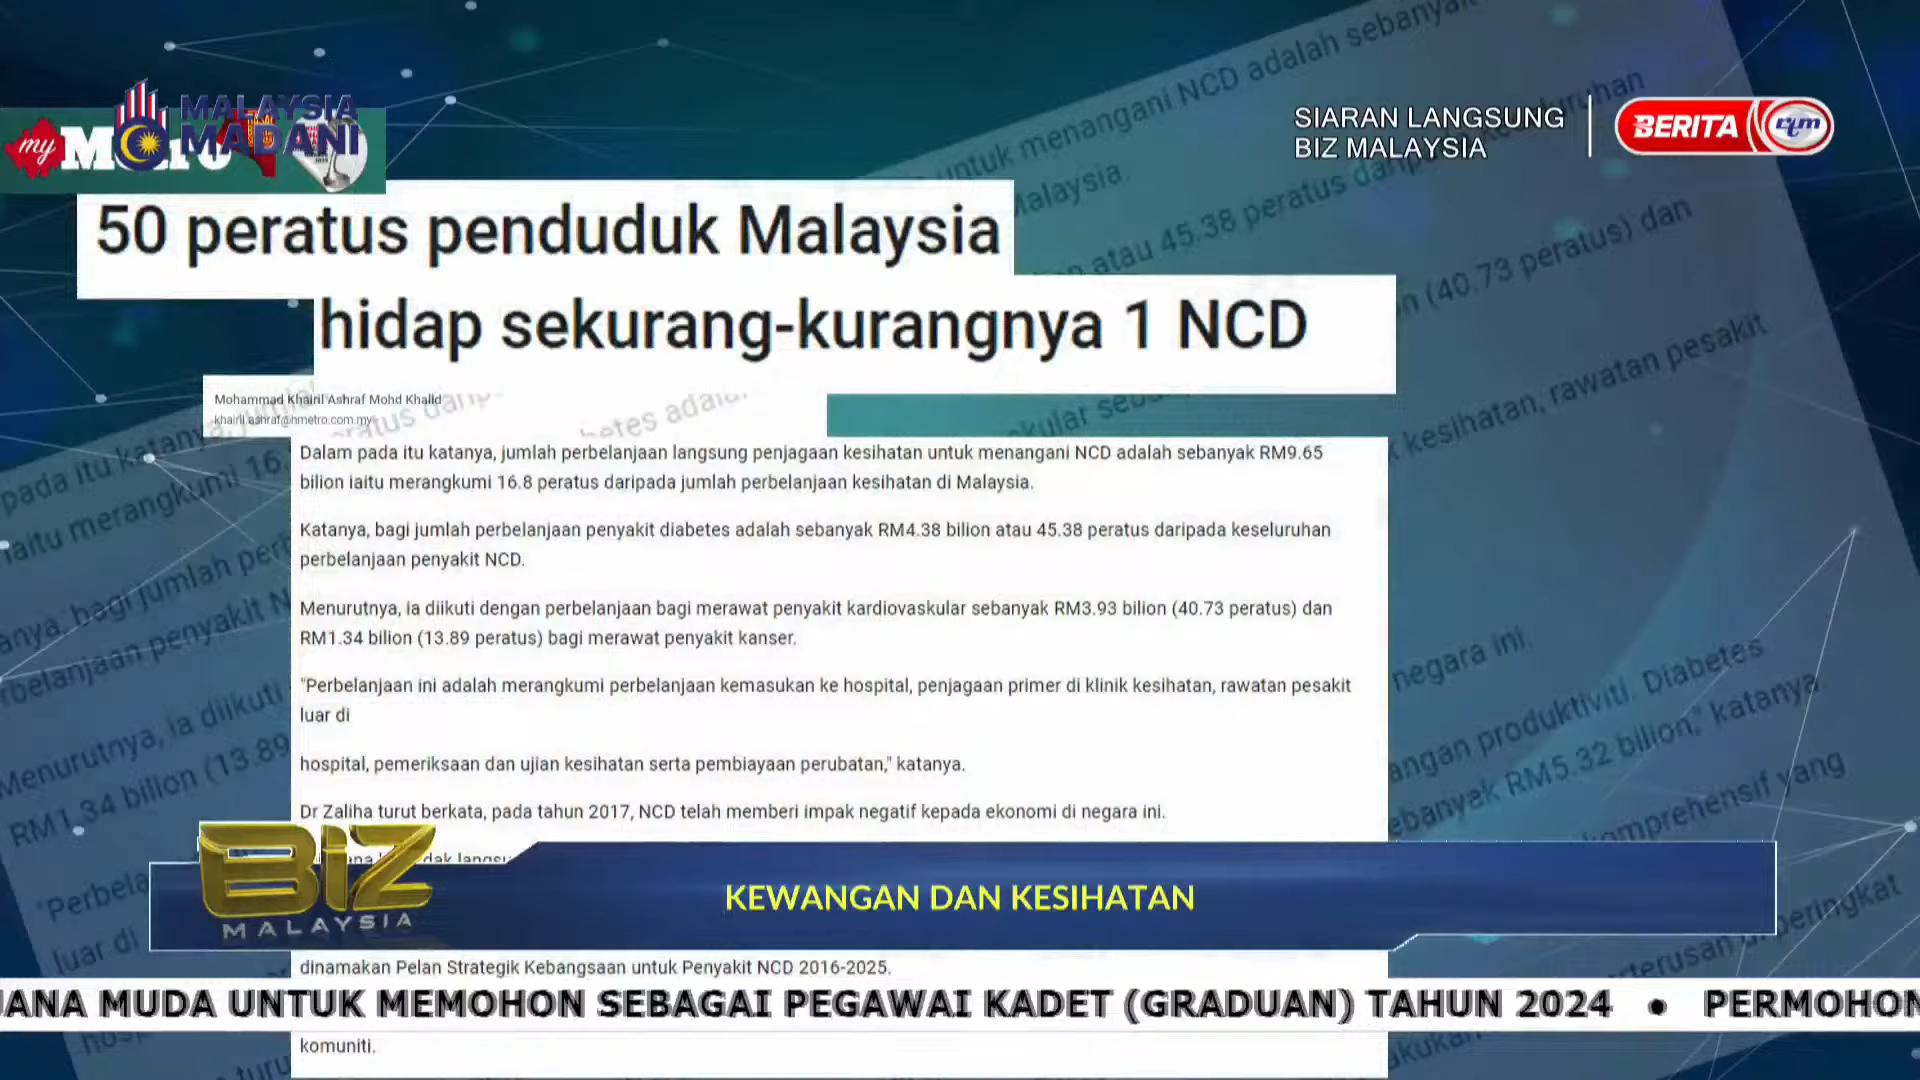 MALAYSIA
MADANI
my Metro
SIARAN LANGSUNG
BIZ MALAYSIA
BERITA rtm
50 peratus penduduk Malaysia
hidap sekurang-kurangnya 1 NCD
Mohammad Khairil Ashraf Mohd Khalid
khairil.ashraf@hmetro.com.my
Dalam pada itu katanya, jumlah perbelanjaan langsung penjagaan kesihatan untuk menangani NCD adalah sebanyak RM9.65
bilion iaitu merangkumi 16.8 peratus daripada jumlah perbelanjaan kesihatan di Malaysia.
Katanya, bagi jumlah perbelanjaan penyakit diabetes adalah sebanyak RM4.38 bilion atau 45.38 peratus daripada keseluruhan
perbelanjaan penyakit NCD.
Menurutnya, ia diikuti dengan perbelanjaan bagi merawat penyakit kardiovaskular sebanyak RM3.93 bilion (40.73 peratus) dan
RM1.34 bilion (13.89 peratus) bagi merawat penyakit kanser.
"Perbelanjaan ini adalah merangkumi perbelanjaan kemasukan ke hospital, penjagaan primer di klinik kesihatan, rawatan pesakit
luar di
hospital, pemeriksaan dan ujian kesihatan serta pembiayaan perubatan," katanya.
Dr Zaliha turut berkata, pada tahun 2017, NCD telah memberi impak negatif kepada ekonomi di negara ini.
BIZ
MALAYSIA
KEWANGAN DAN KESIHATAN
dinamakan Pelan Strategik Kebangsaan untuk Penyakit NCD 2016-2025.
JANA MUDA UNTUK MEMOHON SEBAGAI PEGAWAI KADET (GRADUAN) TAHUN 2024 • PERMOHON
komuniti.